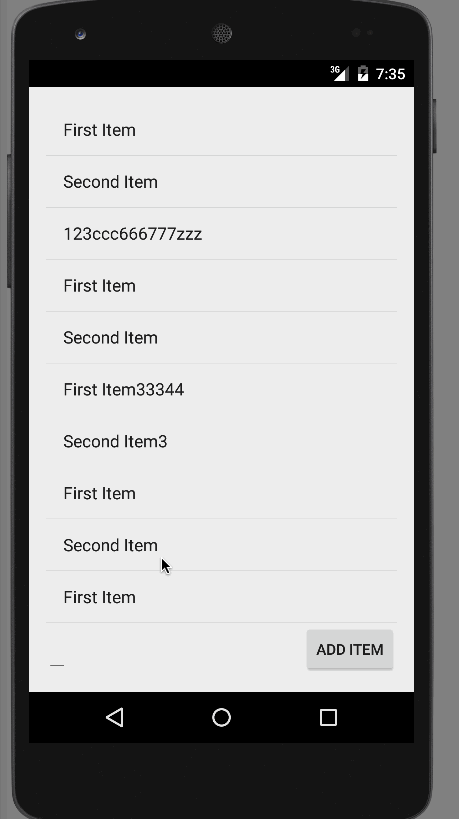 3G 7:35
First Item
Second Item
123ccc666777zzz
First Item
Second Item
First Item33344
Second Item3
First Item
Second Item
First Item
ADD ITEM